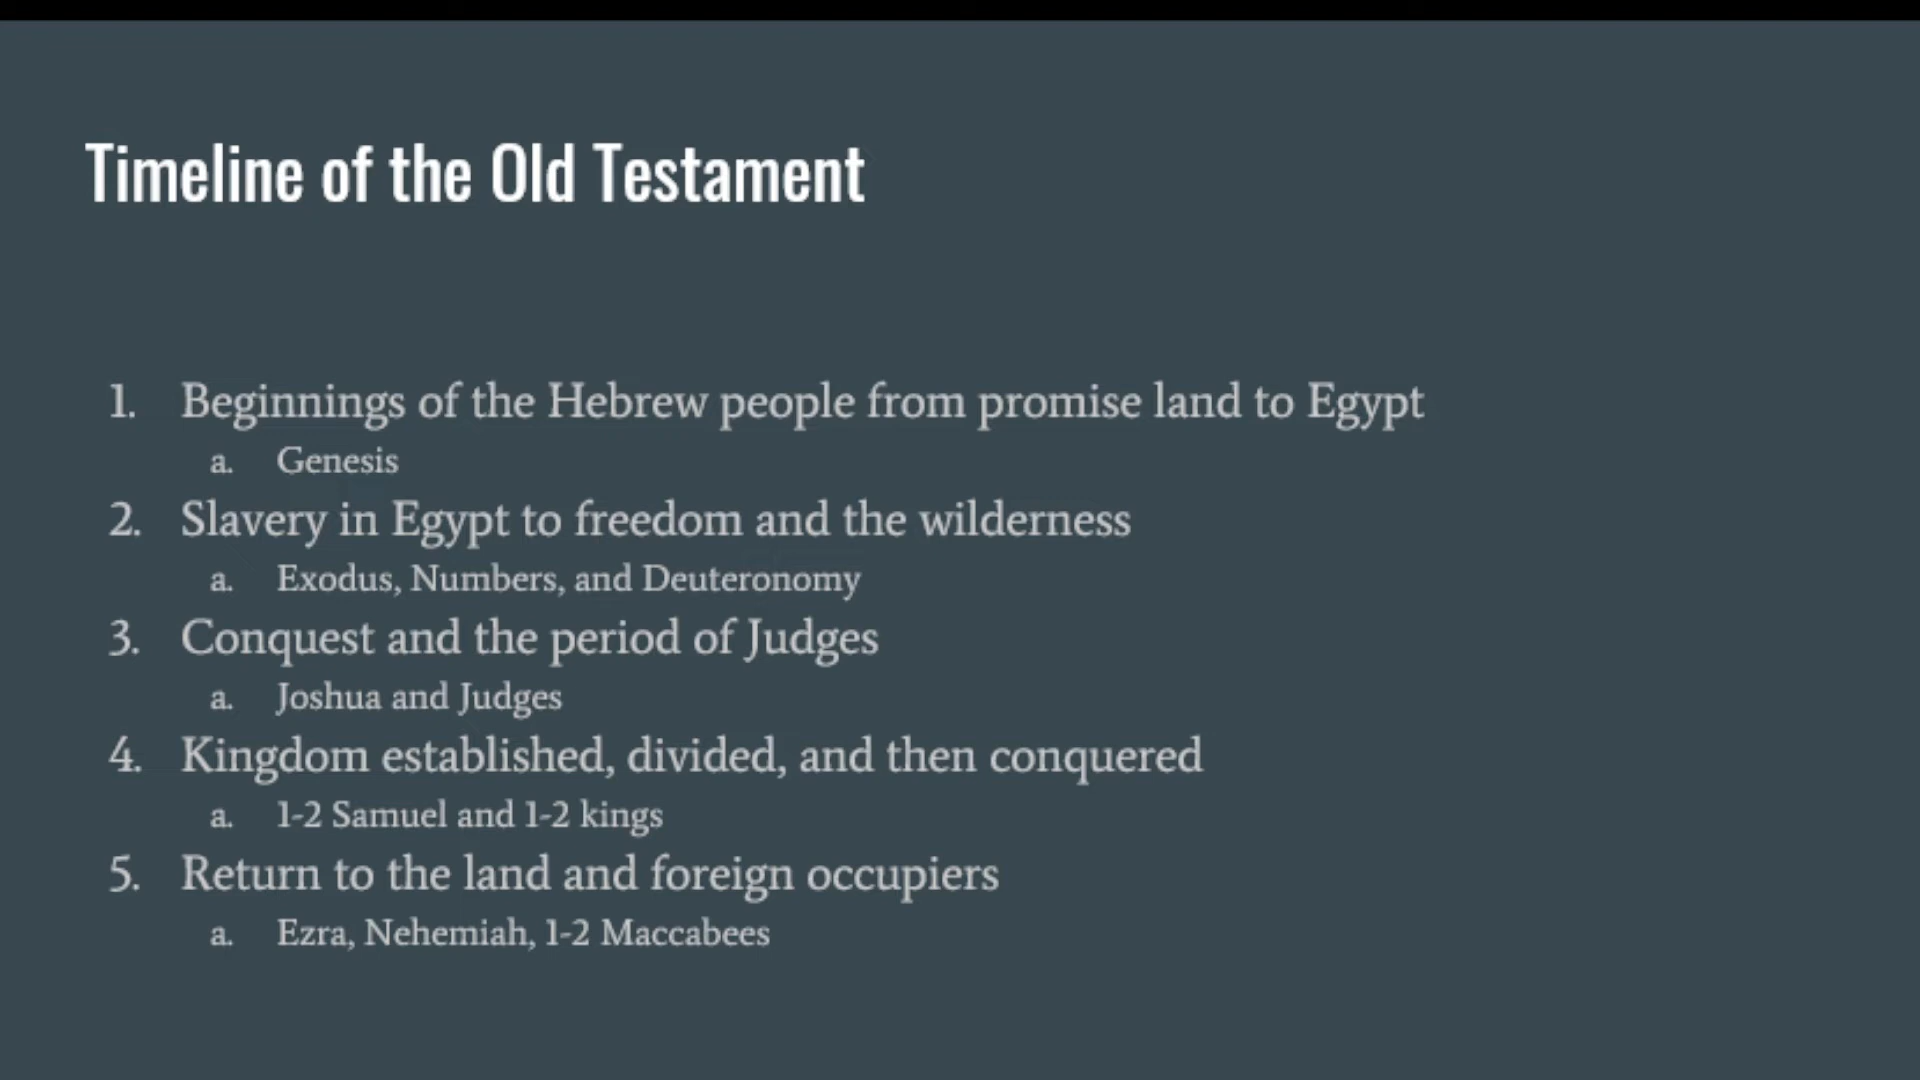 Timeline of the Old Testament
1. Beginnings of the Hebrew people from promise land to Egypt
a. Genesis
2. Slavery in Egypt to freedom and the wilderness
a. Exodus, Numbers, and Deuteronomy
3. Conquest and the period of Judges
a. Joshua and Judges
4. Kingdom established, divided, and then conquered
a. 1-2 Samuel and 1-2 kings
5. Return to the land and foreign occupiers
a. Ezra, Nehemiah, 1-2 Maccabees